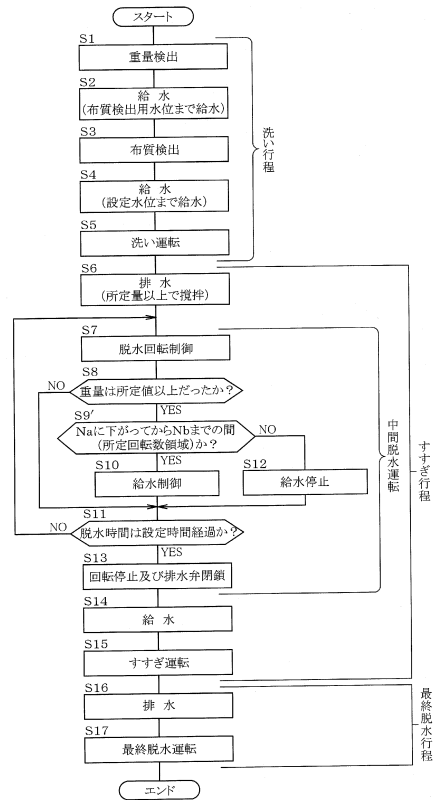 スタート
S1
重量検出
S2
給 水
(布質検出用水位まで給水)
S3
布質検出
S4
給 水
(設定水位まで給水)
S5
洗い運転
洗い行程
S6
排 水
(所定量以上で撹拌)
S7
脱水回転制御
S8
NO
重量は所定値以上だったか?
YES
S9′
Naに下がってからNbまでの間
(所定回転数領域)か?
NO
YES
S10
給水制御
S12
給水停止
S11
NO
脱水時間は設定時間経過か?
YES
S13
回転停止及び排水弁閉鎖
中間脱水運転
S14
給 水
S15
すすぎ運転
すすぎ行程
S16
排 水
S17
最終脱水運転
最終脱水行程
エンド